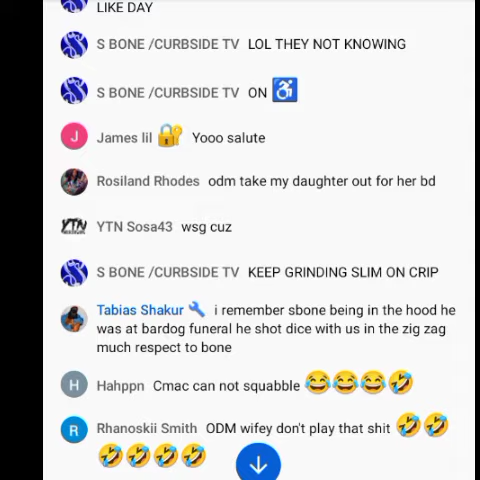 LIKE DAY
S BONE /CURBSIDE TV LOL THEY NOT KNOWING
S BONE /CURBSIDE TV ON ♿
J James lil 🔐 Yooo salute
Rosiland Rhodes odm take my daughter out for her bd
YTN YTN Sosa43 wsg cuz
S BONE /CURBSIDE TV KEEP GRINDING SLIM ON CRIP
Tabias Shakur 🔧 i remember sbone being in the hood he
was at bardog funeral he shot dice with us in the zig zag
much respect to bone
H Hahppn Cmac can not squabble 😂😂😂🤣
R Rhanoskii Smith ODM wifey don't play that shit 🤣🤣
🤣🤣🤣🤣